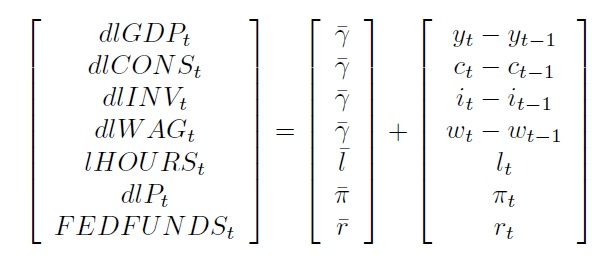 dlGDP_t γ̄ y_t − y_{t−1}
dlCONS_t γ̄ c_t − c_{t−1}
dlINV_t γ̄ i_t − i_{t−1}
dlWAG_t = γ̄ + w_t − w_{t−1}
lHOURS_t l̄ l_t
dlP_t π̄ π_t
FEDFUNDS_t r̄ r_t